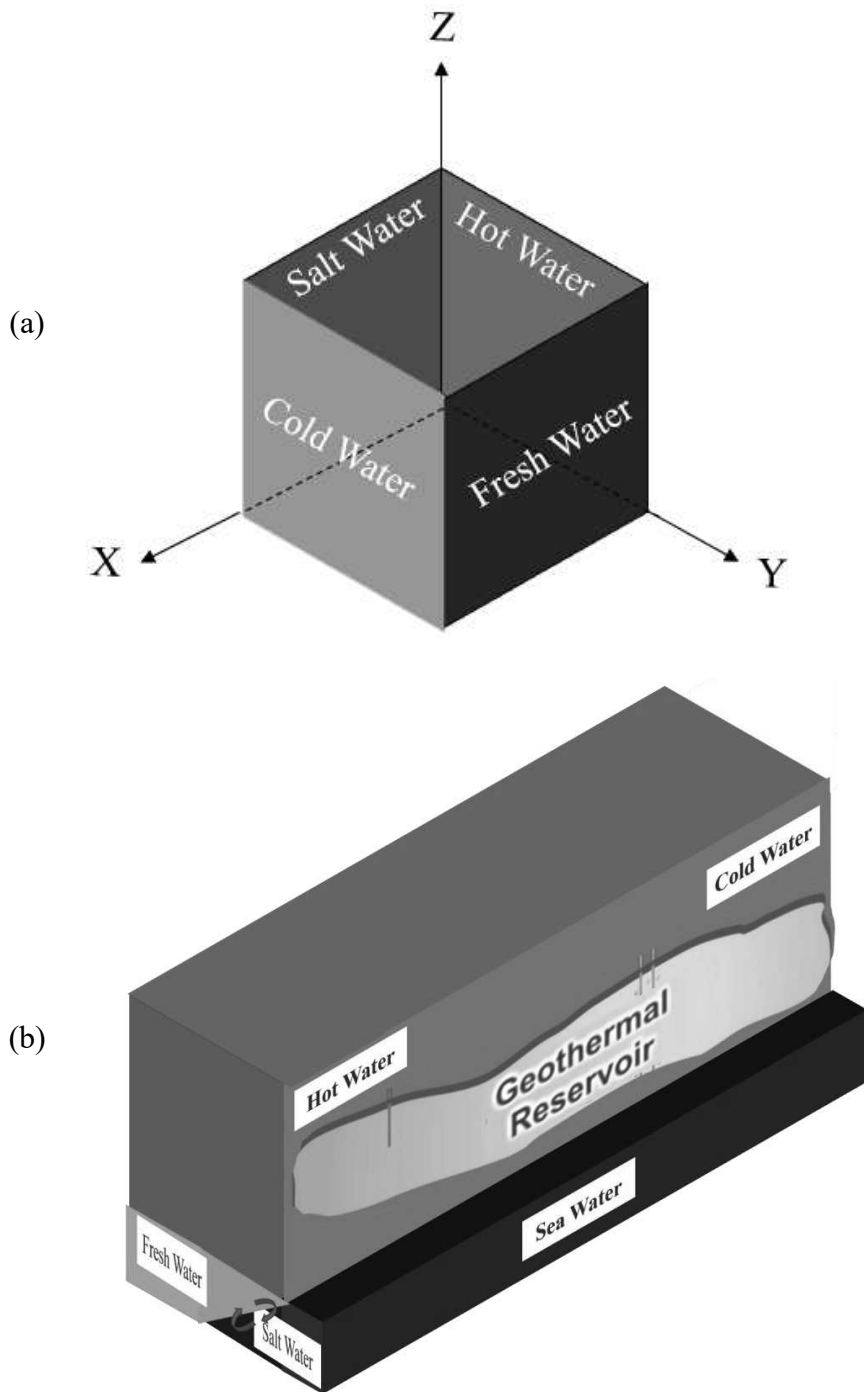 Z
Salt Water
Hot Water
(a)
Cold Water
Fresh Water
X
Y
Cold Water
(b)
Geothermal
Reservoir
Hot Water
Sea Water
Fresh Water
Salt Water